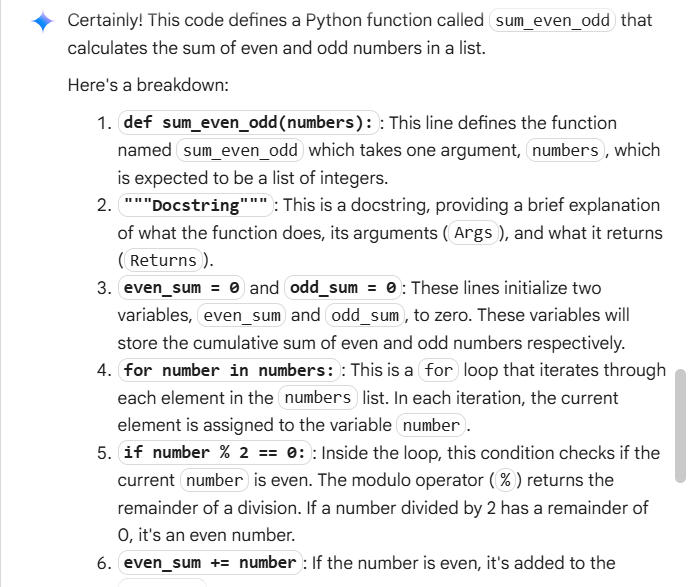 Certainly! This code defines a Python function called sum_even_odd that
calculates the sum of even and odd numbers in a list.
Here's a breakdown:
1. def sum_even_odd(numbers): : This line defines the function
named sum_even_odd which takes one argument, numbers, which
is expected to be a list of integers.
2. """Docstring""" : This is a docstring, providing a brief explanation
of what the function does, its arguments (Args), and what it returns
(Returns).
3. even_sum = 0 and odd_sum = 0 : These lines initialize two
variables, even_sum and odd_sum, to zero. These variables will
store the cumulative sum of even and odd numbers respectively.
4. for number in numbers: : This is a for loop that iterates through
each element in the numbers list. In each iteration, the current
element is assigned to the variable number.
5. if number % 2 == 0: : Inside the loop, this condition checks if the
current number is even. The modulo operator (%) returns the
remainder of a division. If a number divided by 2 has a remainder of
0, it's an even number.
6. even_sum += number : If the number is even, it's added to the